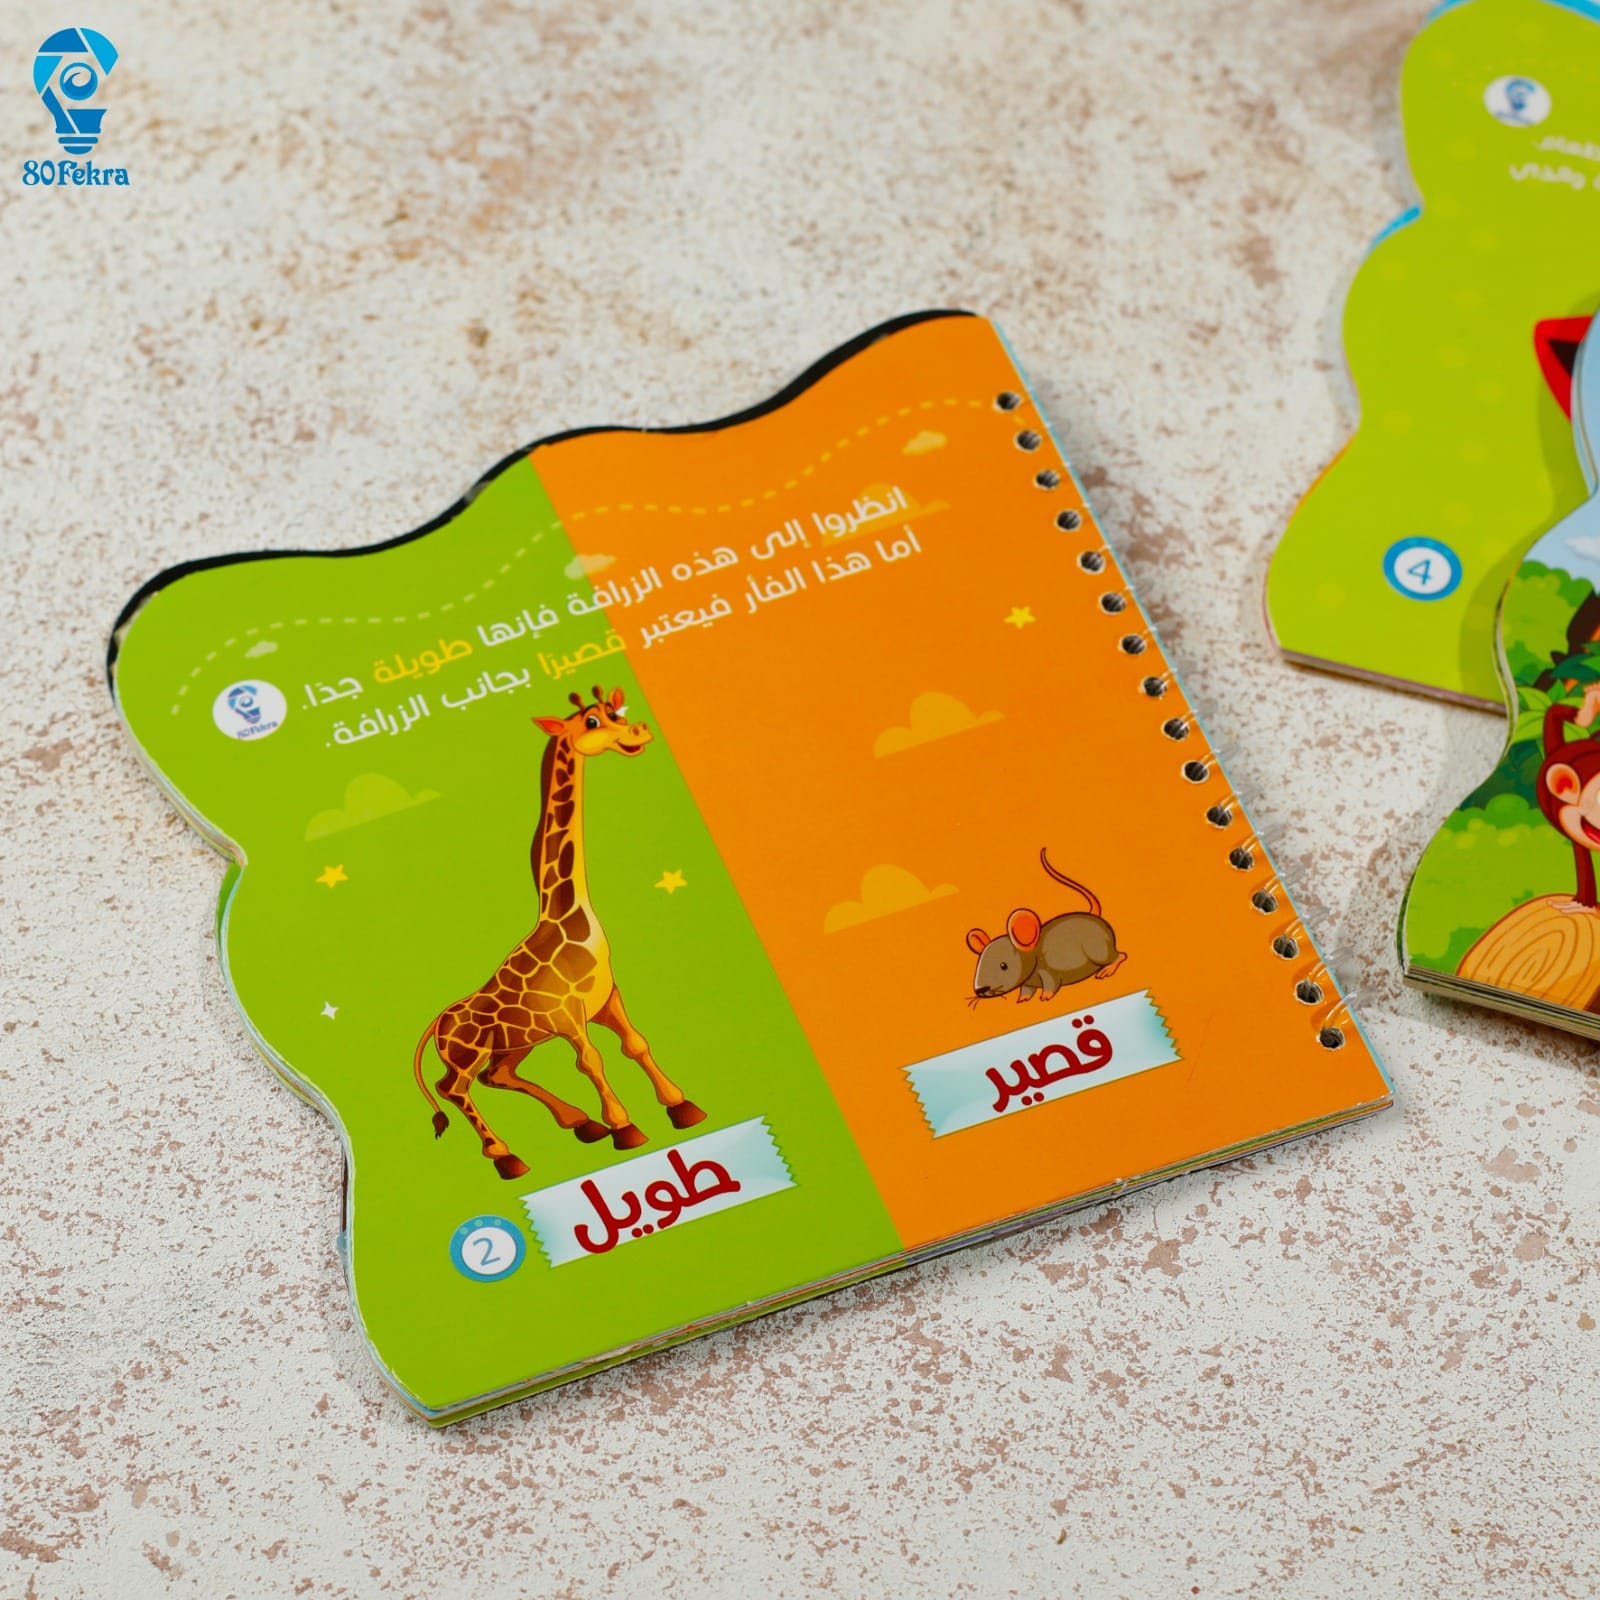 80Fekra
انظروا إلى هذه الزرافة فإنها طويلة جدًا.
أما هذا الفأر فيعتبر قصيرًا بجانب الزرافة.
80Fekra
قصير
طويل
2
4